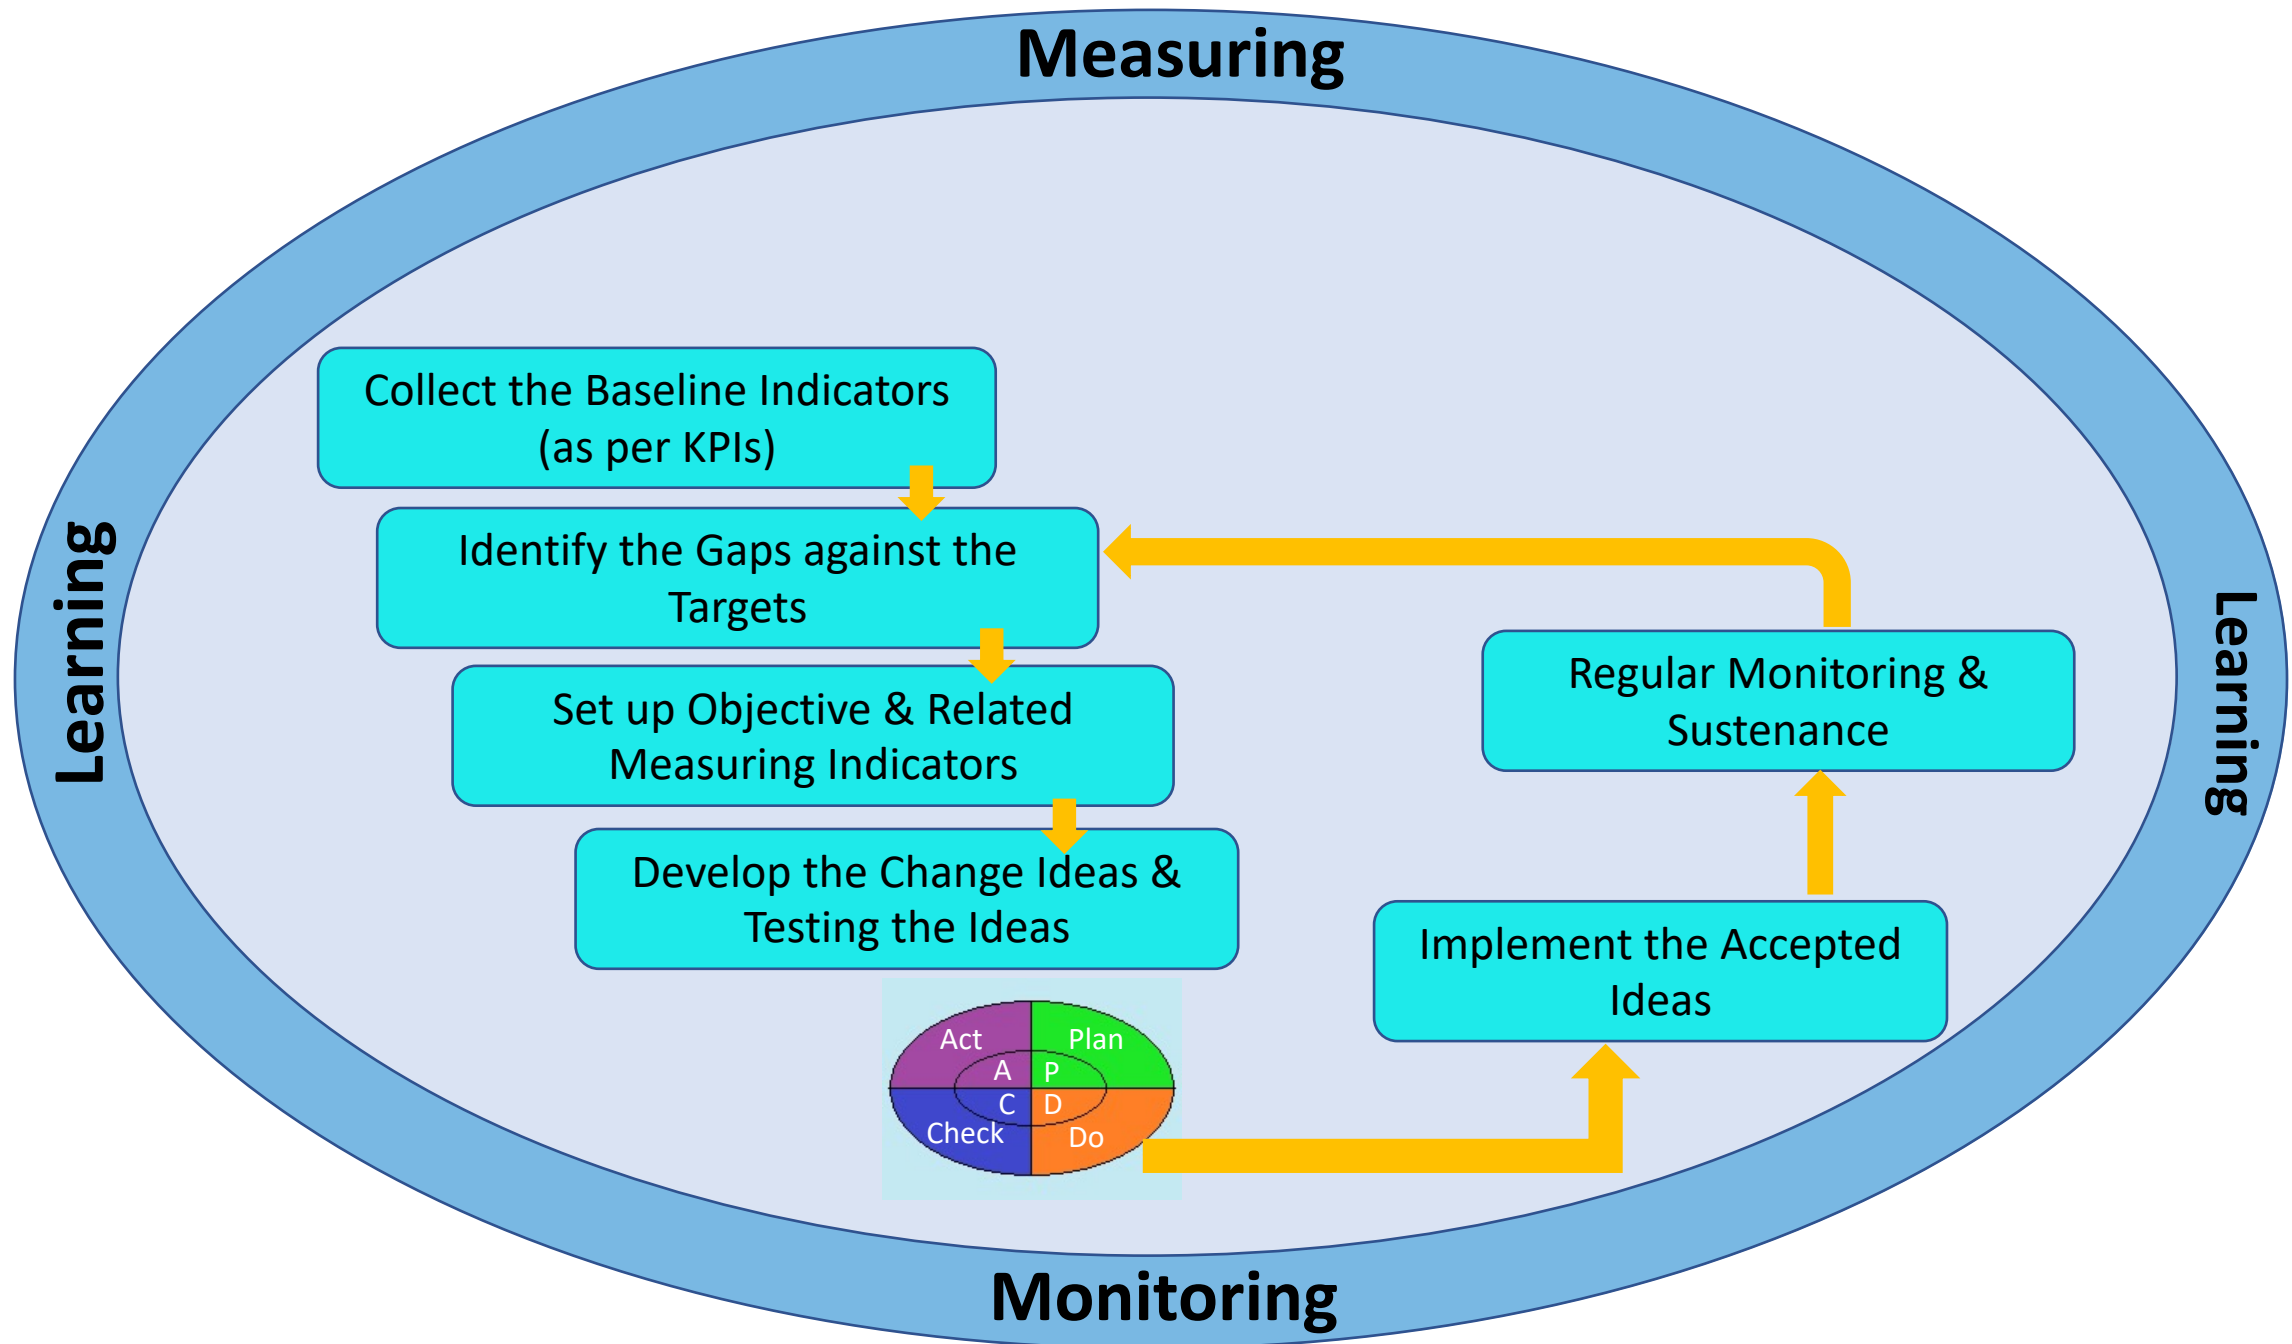 Measuring
Learning
Collect the Baseline Indicators
(as per KPIs)
Identify the Gaps against the
Targets
Set up Objective & Related
Measuring Indicators
Develop the Change Ideas &
Testing the Ideas
Act
Plan
A
P
C
D
Check
Do
Implement the Accepted
Ideas
Regular Monitoring &
Sustenance
Learning
Monitoring